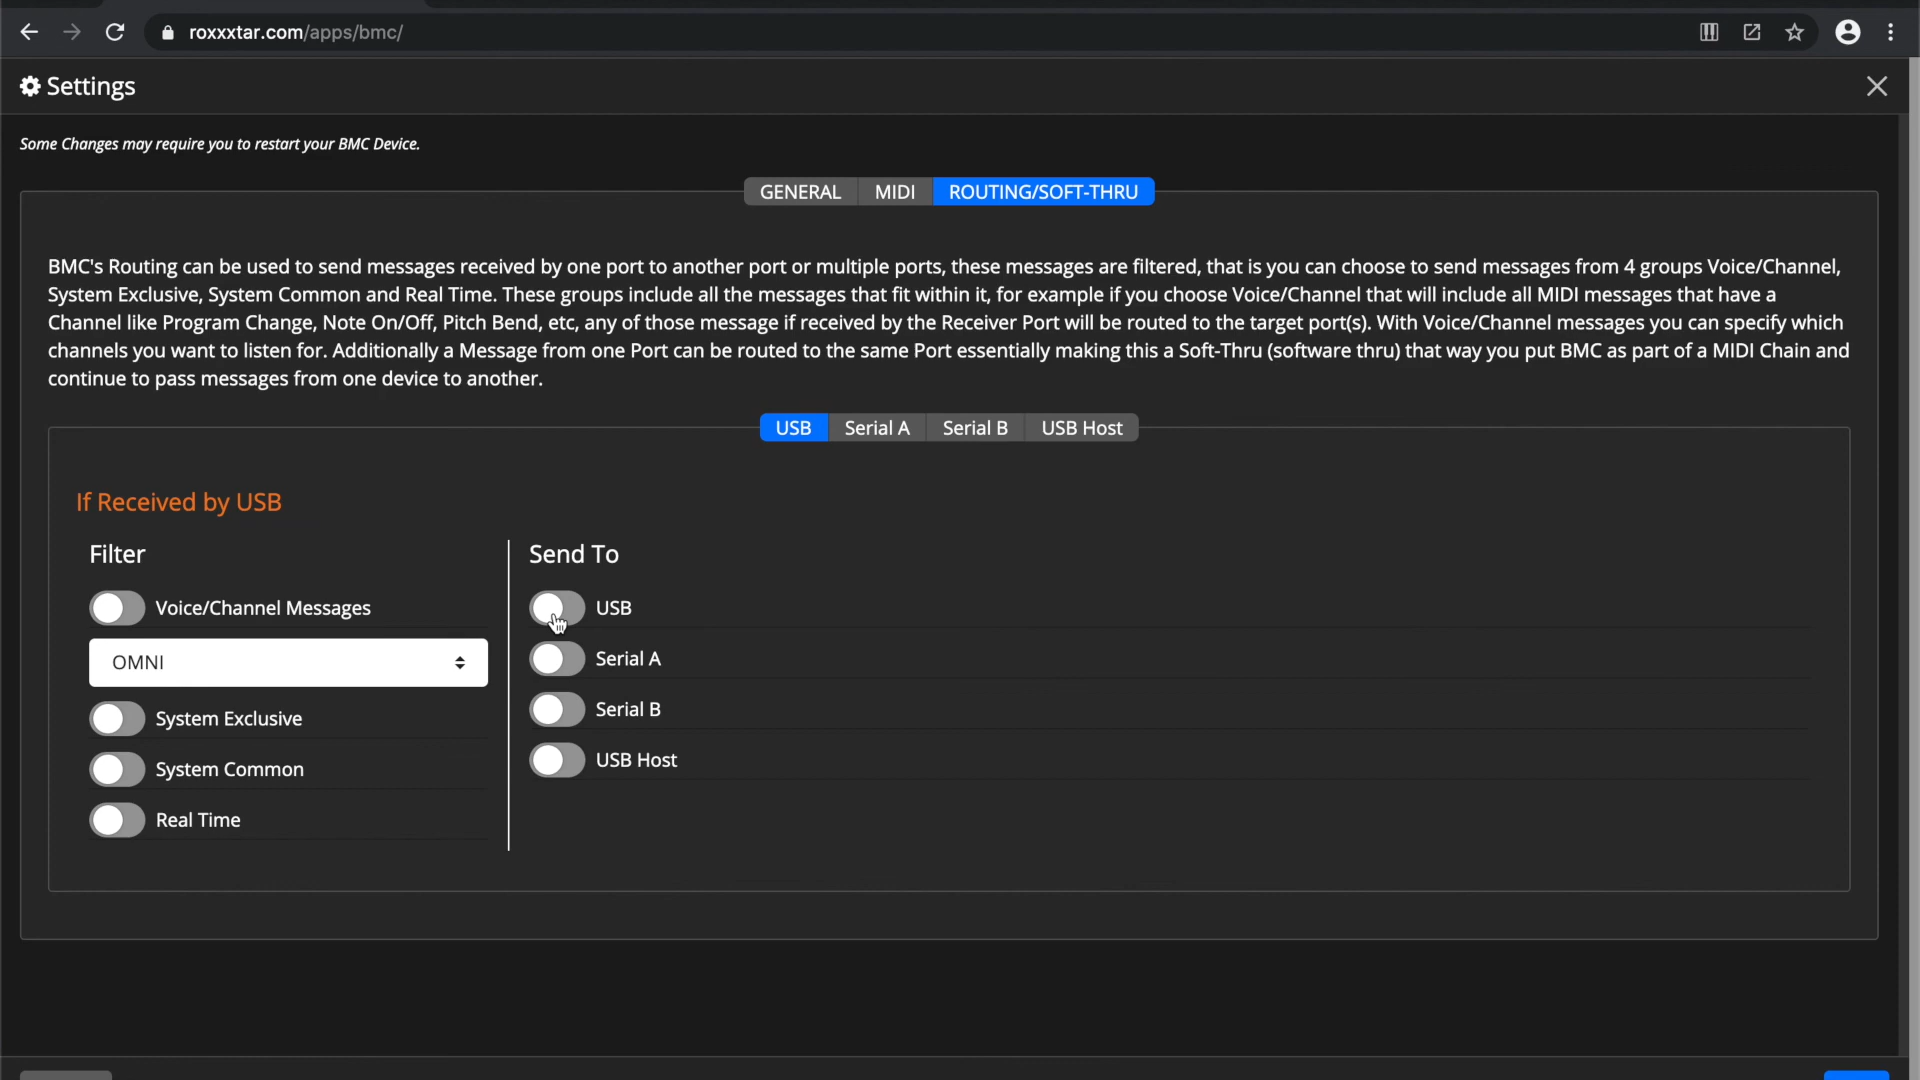 roxxxtar.com/apps/bmc/
Settings
Some Changes may require you to restart your BMC Device.
GENERAL MIDI ROUTING/SOFT-THRU
BMC's Routing can be used to send messages received by one port to another port or multiple ports, these messages are filtered, that is you can choose to send messages from 4 groups Voice/Channel,
System Exclusive, System Common and Real Time. These groups include all the messages that fit within it, for example if you choose Voice/Channel that will include all MIDI messages that have a
Channel like Program Change, Note On/Off, Pitch Bend, etc, any of those message if received by the Receiver Port will be routed to the target port(s). With Voice/Channel messages you can specify which
channels you want to listen for. Additionally a Message from one Port can be routed to the same Port essentially making this a Soft-Thru (software thru) that way you put BMC as part of a MIDI Chain and
continue to pass messages from one device to another.
USB Serial A Serial B USB Host
If Received by USB
Filter
Voice/Channel Messages
OMNI
System Exclusive
System Common
Real Time
Send To
USB
Serial A
Serial B
USB Host